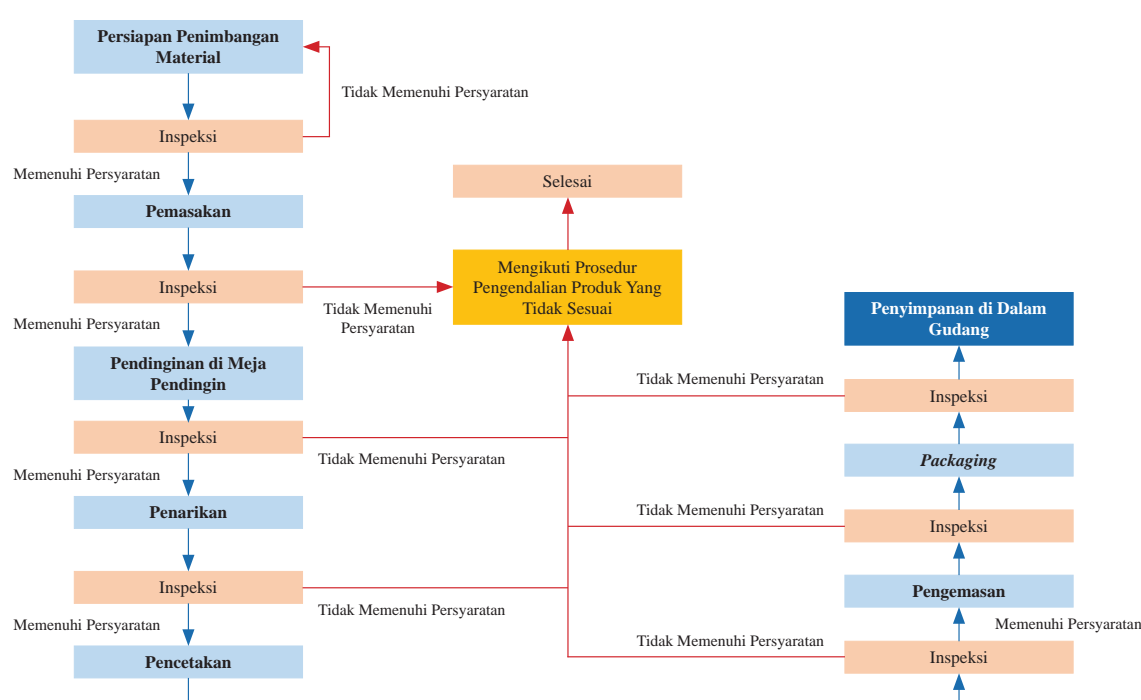 Persiapan Penimbangan
Material
Tidak Memenuhi Persyaratan
Inspeksi
Memenuhi Persyaratan
Pemasakan
Inspeksi
Tidak Memenuhi
Persyaratan
Memenuhi Persyaratan
Pendinginan di Meja
Pendingin
Inspeksi
Tidak Memenuhi Persyaratan
Memenuhi Persyaratan
Penarikan
Inspeksi
Tidak Memenuhi Persyaratan
Memenuhi Persyaratan
Pencetakan
Selesai
Mengikuti Prosedur
Pengendalian Produk Yang
Tidak Sesuai
Penyimpanan di Dalam
Gudang
Tidak Memenuhi Persyaratan
Inspeksi
Packaging
Tidak Memenuhi Persyaratan
Inspeksi
Pengemasan
Memenuhi Persyaratan
Tidak Memenuhi Persyaratan
Inspeksi